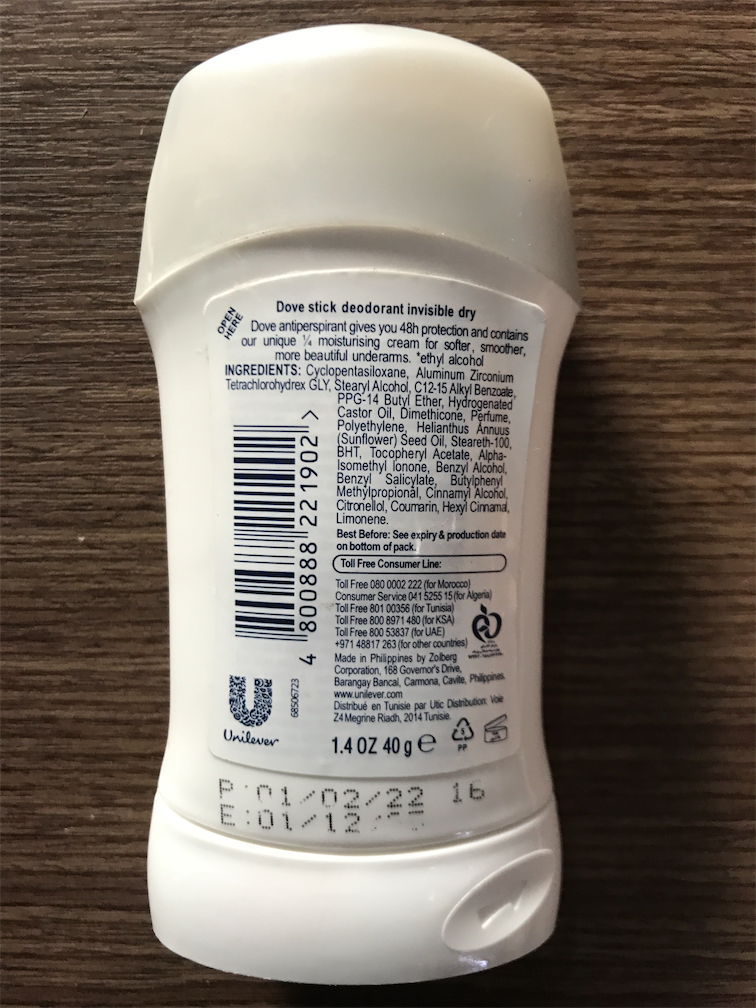 OPEN
HERE
Dove stick deodorant invisible dry
Dove antiperspirant gives you 48h protection and contains
our unique ¼ moisturising cream for softer, smoother,
more beautiful underarms. *ethyl alcohol
INGREDIENTS: Cyclopentasiloxane, Aluminum Zirconium
Tetrachlorohydrex GLY, Stearyl Alcohol, C12-15 Alkyl Benzoate,
PPG-14 Butyl Ether, Hydrogenated
Castor Oil, Dimethicone, Perfume,
Polyethylene, Helianthus Annuus
(Sunflower) Seed Oil, Steareth-100,
BHT, Tocopheryl Acetate, Alpha-
Isomethyl Ionone, Benzyl Alcohol,
Benzyl Salicylate, Butylphenyl
Methylpropional, Cinnamyl Alcohol,
Citronellol, Coumarin, Hexyl Cinnamal,
Limonene.
4 800888 221902 >
Best Before: See expiry & production date
on bottom of pack.
Toll Free Consumer Line:
Toll Free 080 0002 222 (for Morocco)
Consumer Service 041 5255 15 (for Algeria)
Toll Free 801 00356 (for Tunisia)
Toll Free 800 8971 480 (for KSA)
Toll Free 800 53837 (for UAE)
+971 48817 263 (for other countries)
Made in Philippines by Zolberg
Corporation, 168 Governor's Drive,
Barangay Bancal, Carmona, Cavite, Philippines.
www.unilever.com
Distribué en Tunisie par Utic Distribution: Voie
Z4 Megrine Riadh, 2014 Tunisie.
68506723
Unilever
1.4 OZ 40 g e
5
PP
P:01/02/22 16
E:01/12